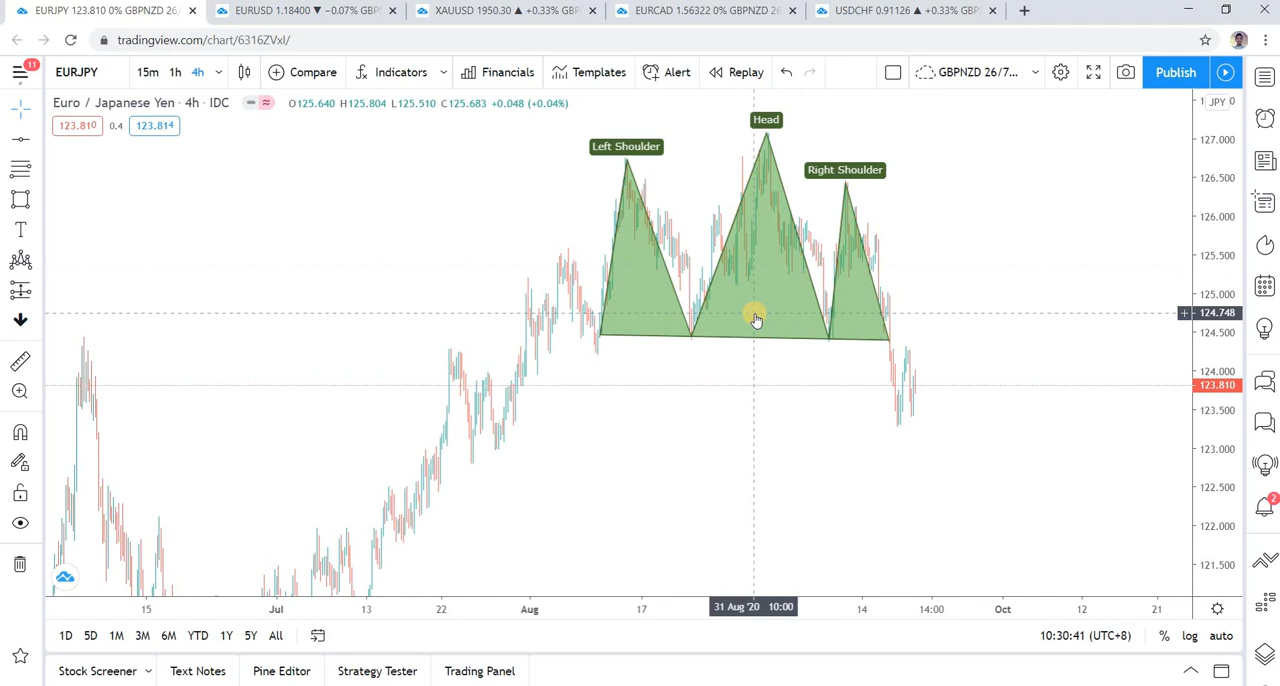 EURJPY 123.810 0% GBPNZD 26/
EURUSD 1.18400 ▼ −0.07% GBP
XAUUSD 1950.30 ▲ +0.33% GBP
EURCAD 1.56322 0% GBPNZD 26
USDCHF 0.91126 ▲ +0.33% GBP
tradingview.com/chart/6316ZVxl/
11
EURJPY
15m 1h 4h
Compare
Indicators
Financials
Templates
Alert
Replay
GBPNZD 26/7...
Publish
Euro / Japanese Yen · 4h · IDC
O125.640 H125.804 L125.510 C125.683 +0.048 (+0.04%)
JPY
123.810 0.4 123.814
Head
Left Shoulder
Right Shoulder
127.000
126.500
126.000
125.500
125.000
124.748
124.500
124.000
123.810
123.500
123.000
122.500
122.000
121.500
2
15 Jul 13 22 Aug 17 31 Aug '20 10:00 14 14:00 Oct 12 21
1D 5D 1M 3M 6M YTD 1Y 5Y All
10:30:41 (UTC+8) % log auto
Stock Screener Text Notes Pine Editor Strategy Tester Trading Panel